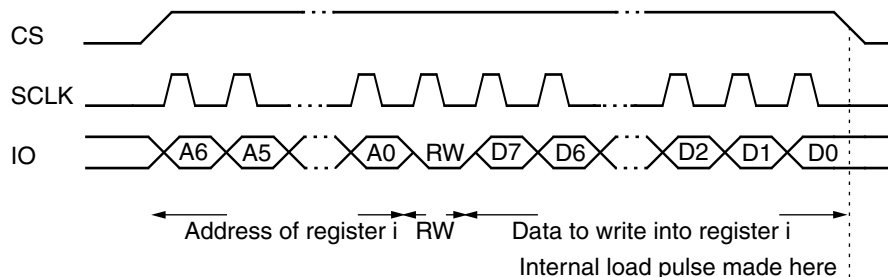 CS
SCLK
IO A6 A5 A0 RW D7 D6 D2 D1 D0
Address of register i RW Data to write into register i
Internal load pulse made here